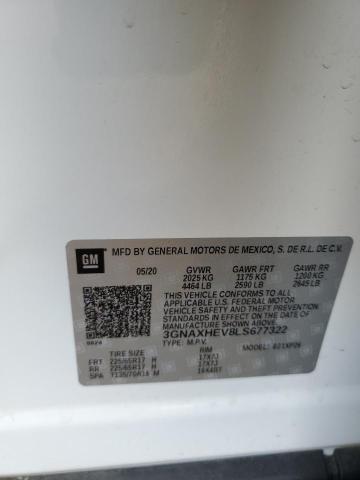 GM
MFD BY GENERAL MOTORS DE MEXICO, S. DE R.L. DE C.V.
05/20 GVWR GAWR FRT GAWR RR
2025 KG 1175 KG 1200 KG
4464 LB 2590 LB 2645 LB
THIS VEHICLE CONFORMS TO ALL
APPLICABLE U.S. FEDERAL MOTOR
VEHICLE SAFETY, BUMPER, AND THEFT PREVENTION
STANDARDS IN EFFECT ON THE DATE OF
MANUFACTURE SHOWN ABOVE.
3GNAXHEV8LS677322
TYPE: M.P.V. MODEL:
TIRE SIZE RIM
FRT 225/65R17 H 17X7J
RR 225/65R17 H 17X7J
T135/70R16 M 16X4BT